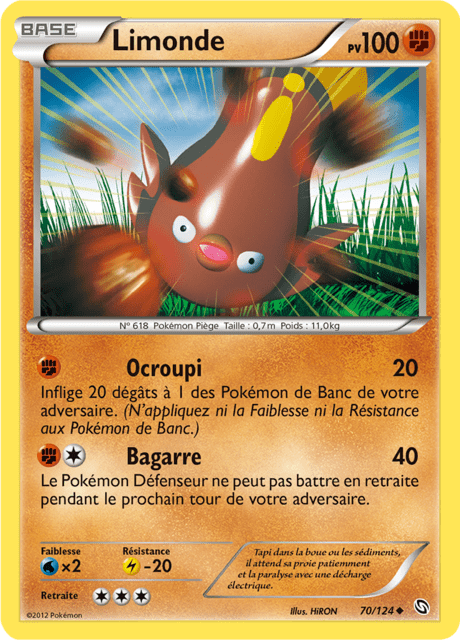 BASE
Limonde
PV100
N° 618 Pokémon Piège Taille : 0,7m Poids : 11,0kg
Ocroupi 20
Inflige 20 dégâts à 1 des Pokémon de Banc de votre
adversaire. (N'appliquez ni la Faiblesse ni la Résistance
aux Pokémon de Banc.)
Bagarre 40
Le Pokémon Défenseur ne peut pas battre en retraite
pendant le prochain tour de votre adversaire.
Faiblesse Résistance
×2 -20
Retraite
Tapi dans la boue ou les sédiments,
il attend sa proie patiemment
et la paralyse avec une décharge
électrique.
©2012 Pokémon
Illus. HiRON 70/124